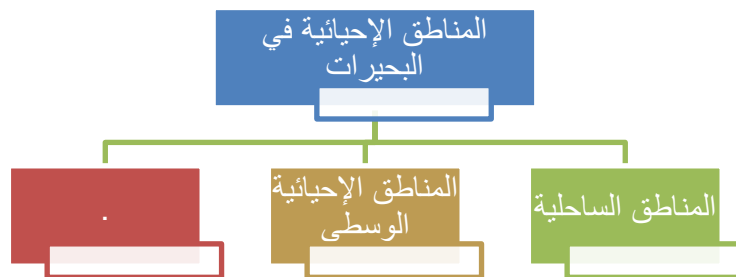 المناطق الإحيائية في
البحيرات
المناطق الساحلية
المناطق الإحيائية
الوسطى
.